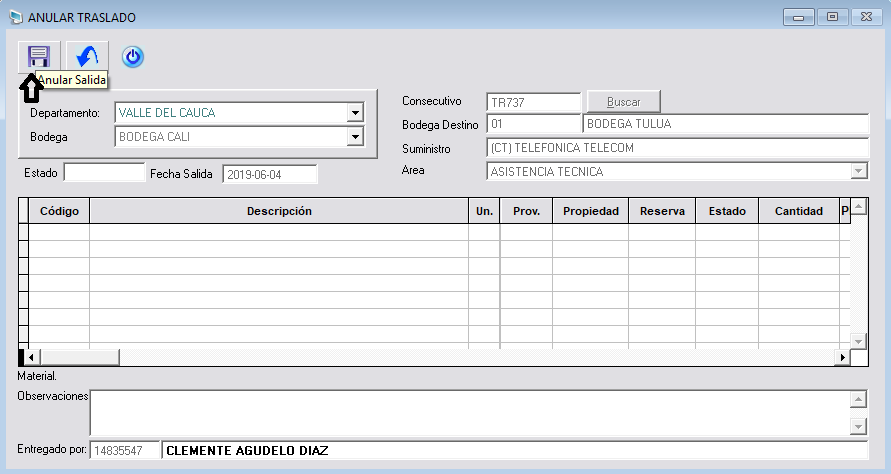 ANULAR TRASLADO
Anular Salida
Departamento: VALLE DEL CAUCA
Bodega BODEGA CALI
Estado Fecha Salida 2019-06-04
Consecutivo TR737 Buscar
Bodega Destino 01 BODEGA TULUA
Suministro (CT) TELEFONICA TELECOM
Area ASISTENCIA TECNICA
Código Descripción Un. Prov. Propiedad Reserva Estado Cantidad P
Material.
Observaciones
Entregado por: 14835547 CLEMENTE AGUDELO DIAZ